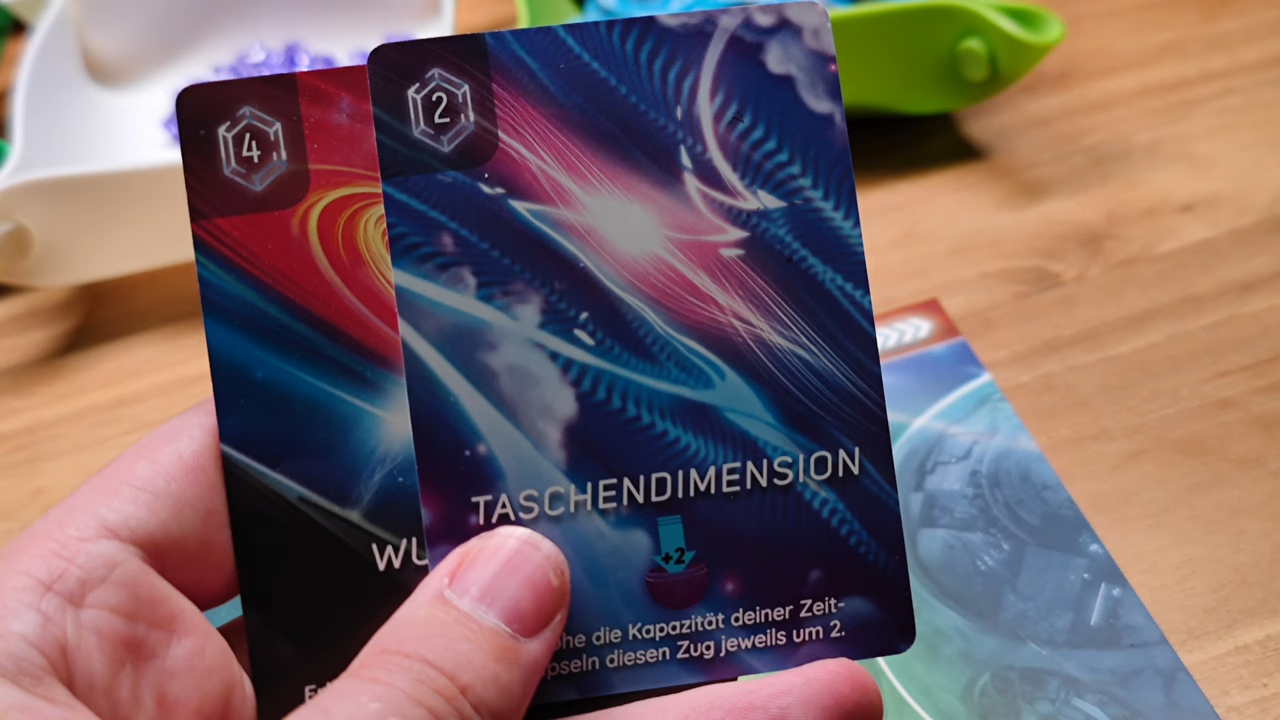 4
2
TASCHENDIMENSION
+2
die Kapazität deiner Zeit-
diesen Zug jeweils um 2.